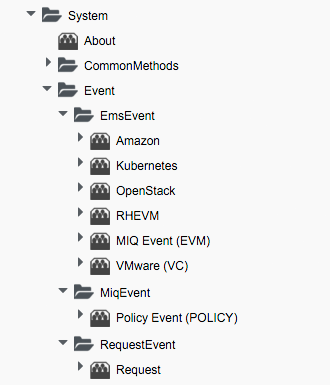 System
About
CommonMethods
Event
EmsEvent
Amazon
Kubernetes
OpenStack
RHEVM
MIQ Event (EVM)
VMware (VC)
MiqEvent
Policy Event (POLICY)
RequestEvent
Request